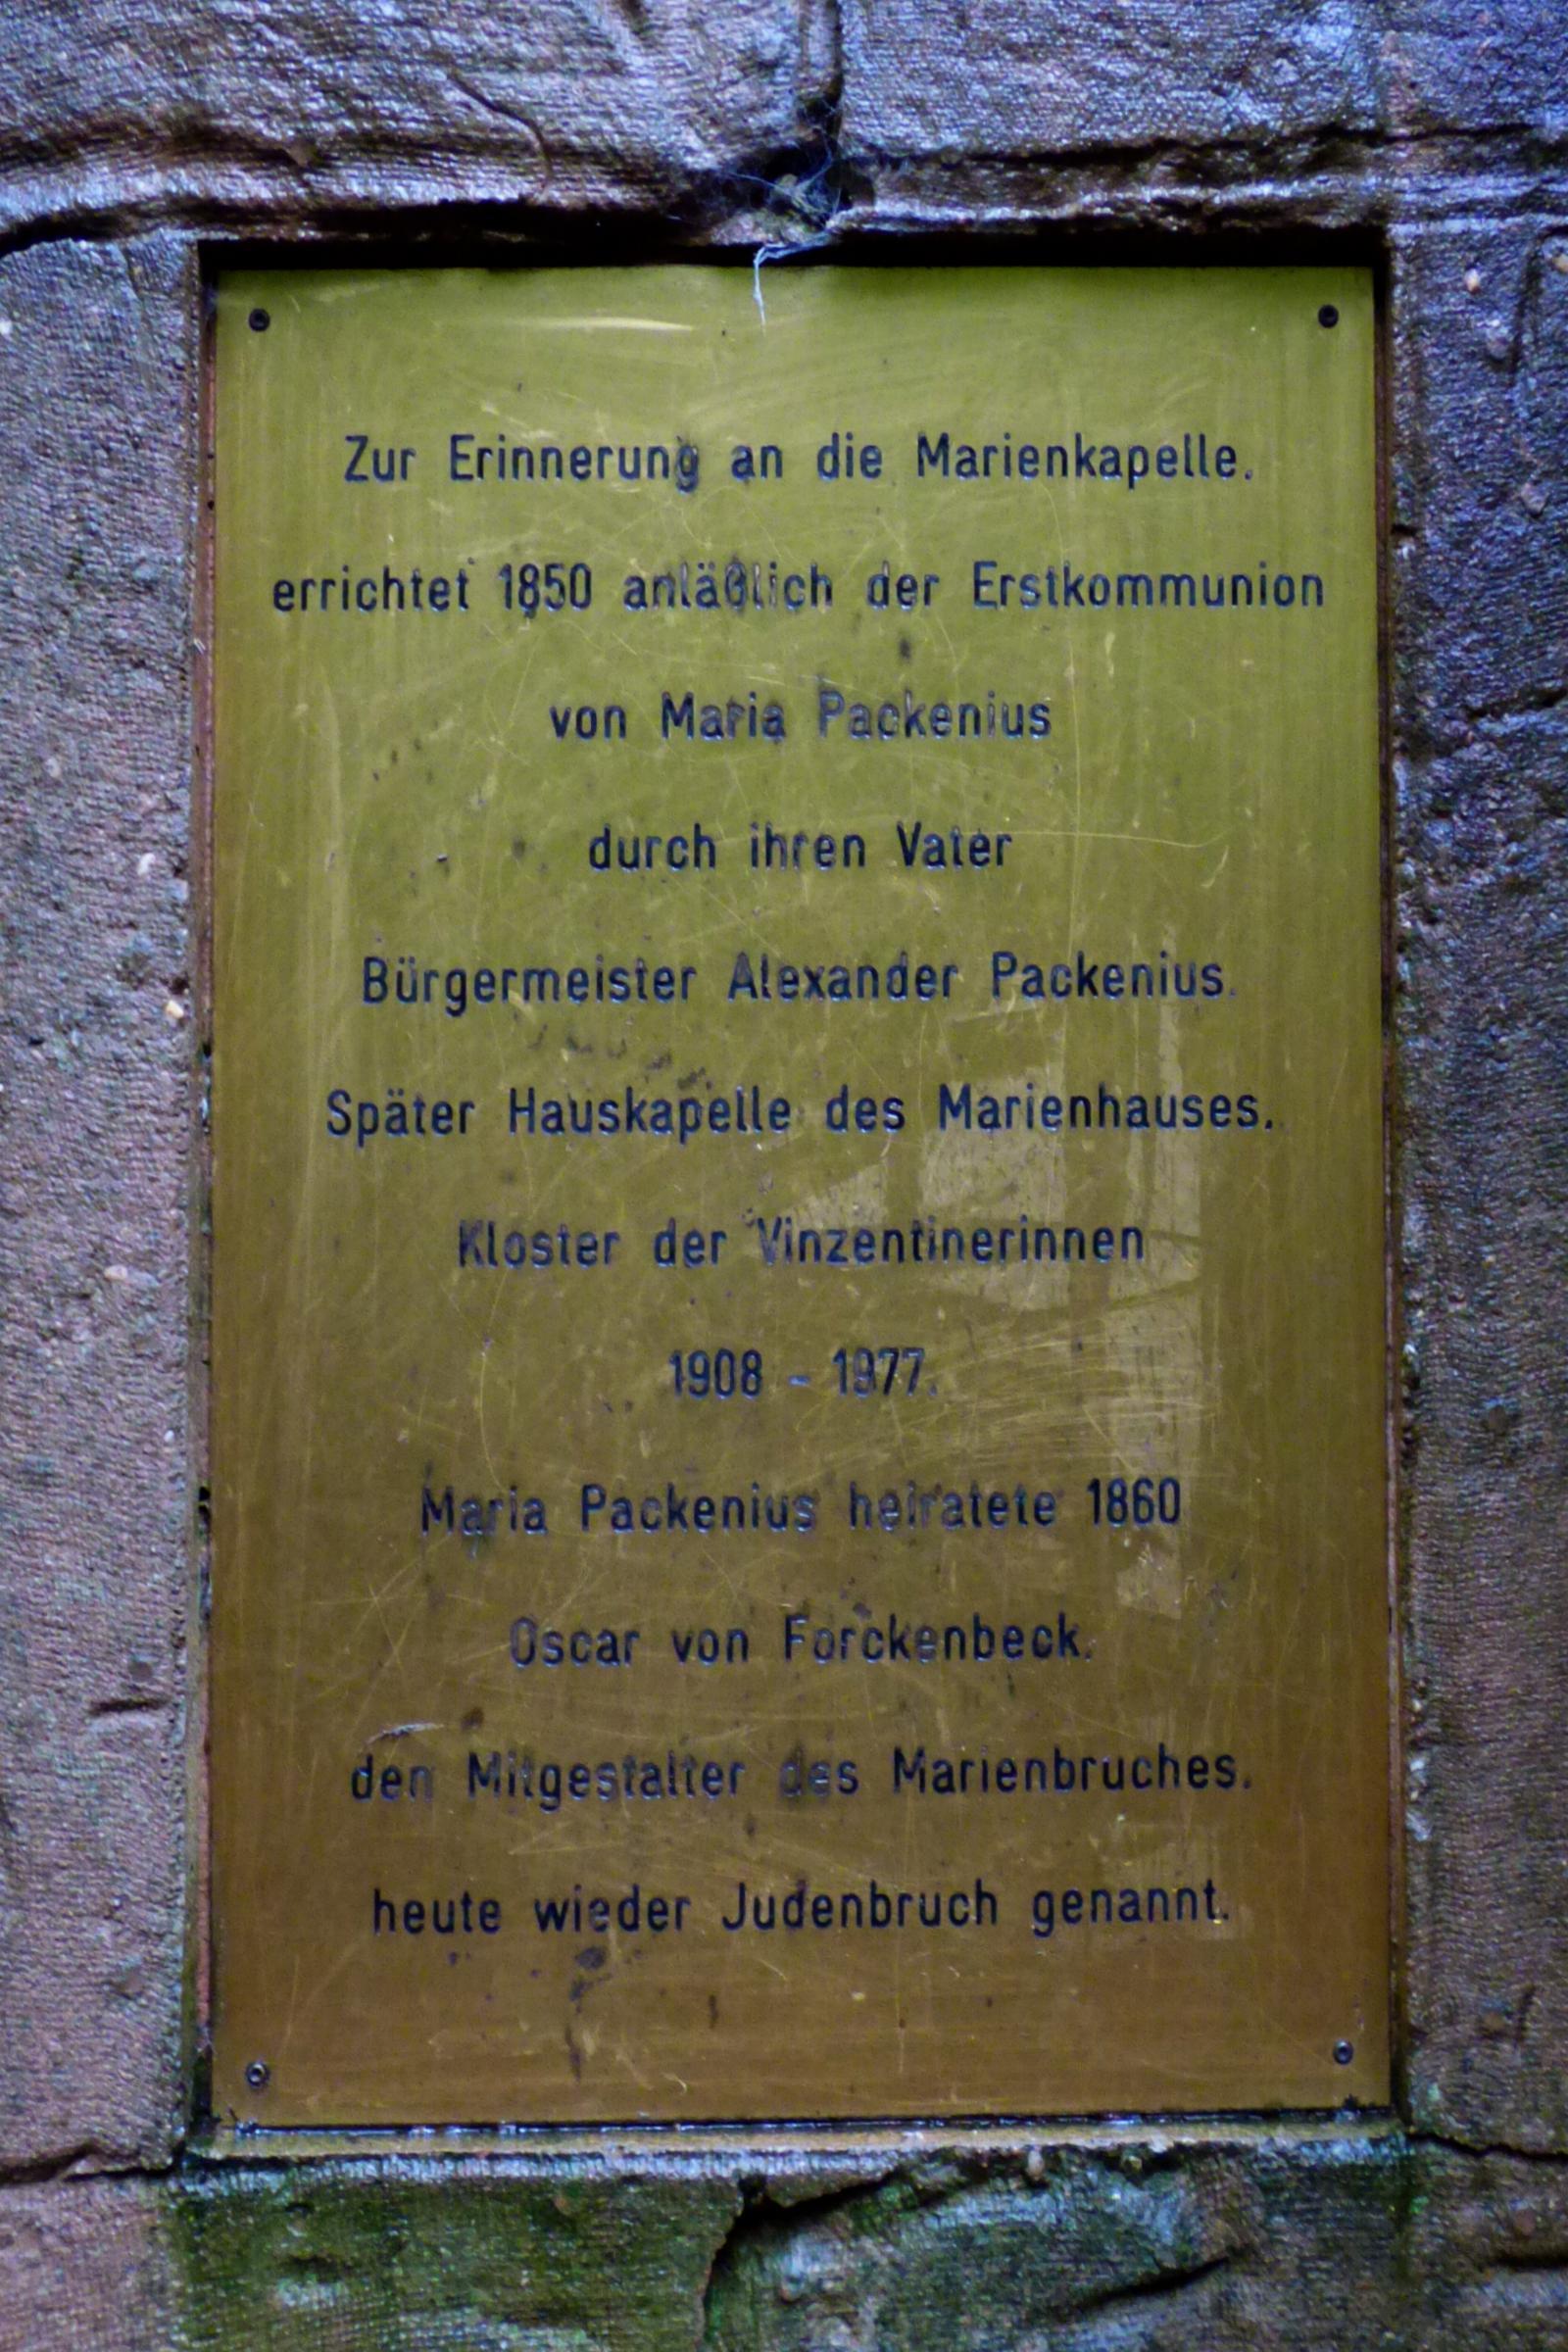 Zur Erinnerung an die Marienkapelle.
errichtet 1850 anläßlich der Erstkommunion
von Maria Packenius
durch ihren Vater
Bürgermeister Alexander Packenius.
Später Hauskapelle des Marienhauses.
Kloster der Vinzentinerinnen
1908 - 1977.
Maria Packenius heiratete 1860
Oscar von Forckenbeck.
den Mitgestalter des Marienbruches.
heute wieder Judenbruch genannt.